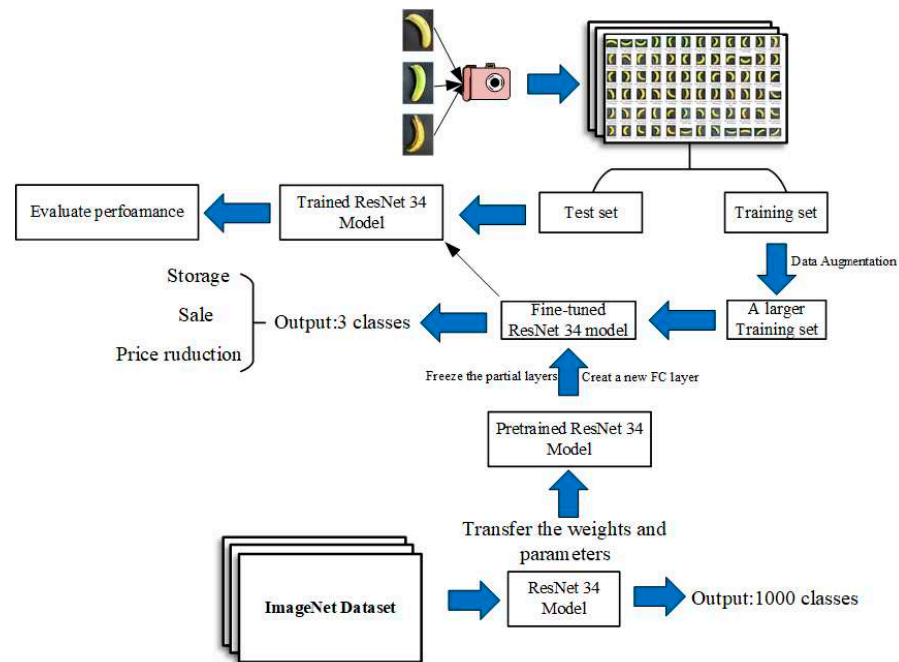 Evaluate perfoamance
Trained ResNet 34
Model
Test set
Training set
Data Augmentation
Storage
Sale
Price ruduction
Output:3 classes
Fine-tuned
ResNet 34 model
A larger
Training set
Freeze the partial layers
Creat a new FC layer
Pretrained ResNet 34
Model
Transfer the weights and
parameters
ImageNet Dataset
ResNet 34
Model
Output:1000 classes